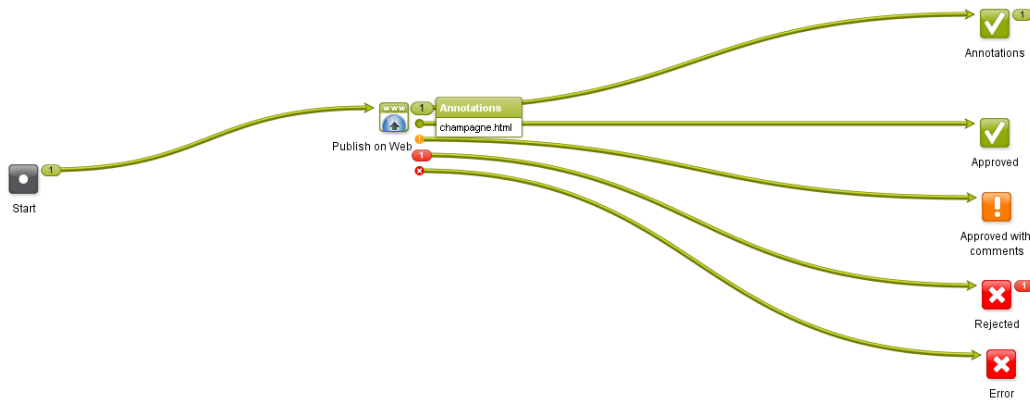 1
Annotations
WWW
1
Annotations
champagne.html
Publish on Web
1
Approved
1
Start
Approved with
comments
1
Rejected
Error